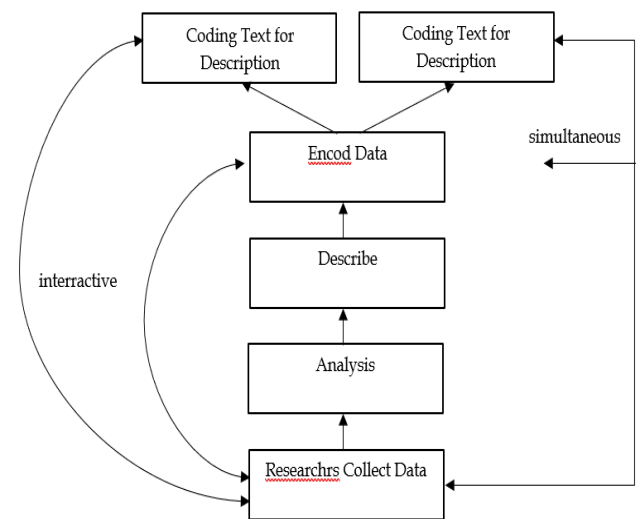 Coding Text for
Description
Coding Text for
Description
simultaneous
Encod Data
Describe
interractive
Analysis
Researchrs Collect Data